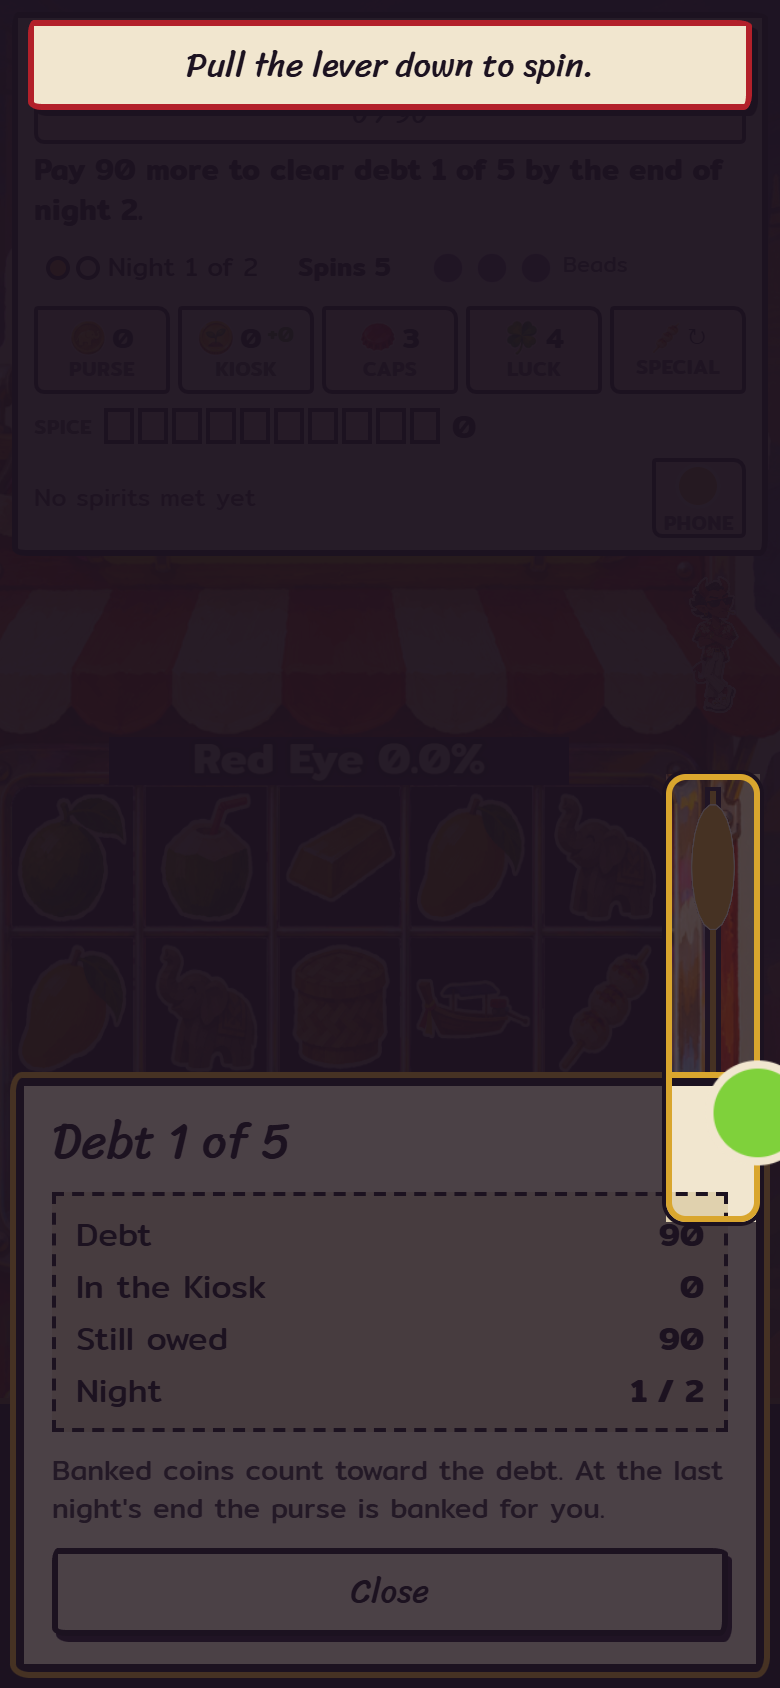 Pull the lever down to spin.
Pay 90 more to clear debt 1 of 5 by the end of
night 2.
Night 1 of 2 Spins 5 Beads
0 0 +0 3 4 ↻
PURSE KIOSK CAPS LUCK SPECIAL
SPICE 0
No spirits met yet
PHONE
Red Eye 0.0%
Debt 1 of 5
Debt 90
In the Kiosk 0
Still owed 90
Night 1 / 2
Banked coins count toward the debt. At the last
night's end the purse is banked for you.
Close